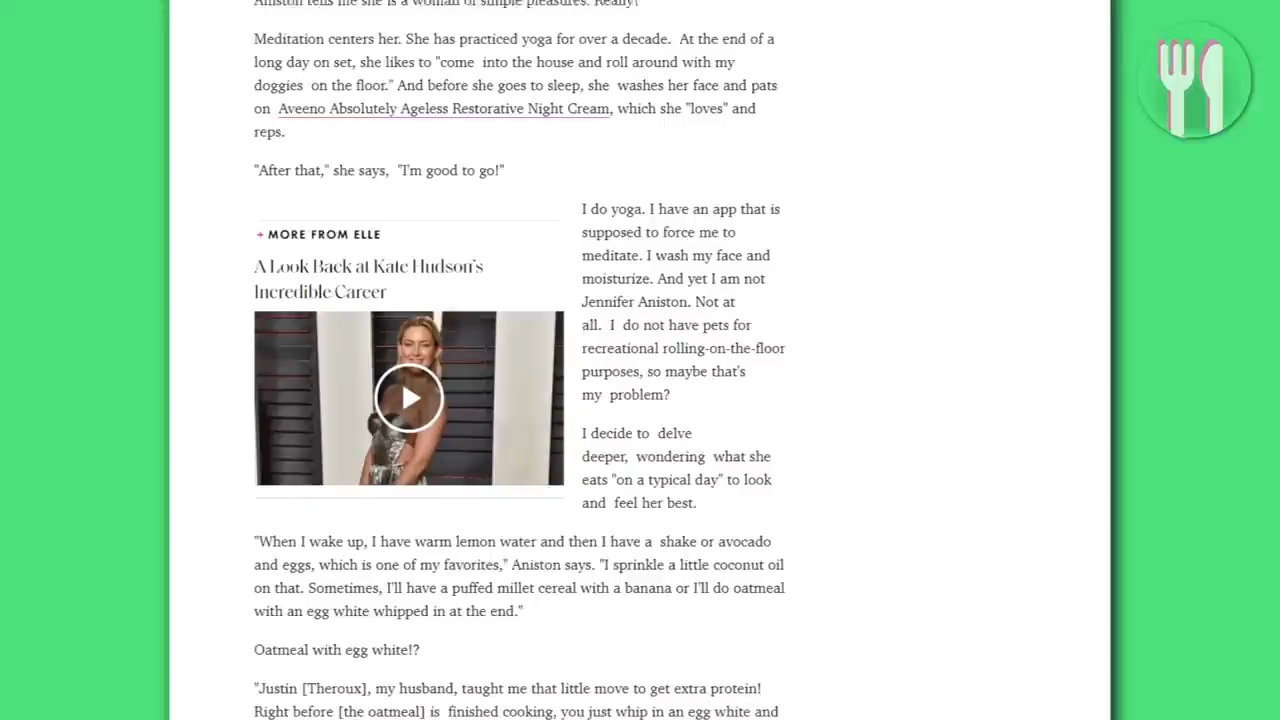 Aniston tells me she is a woman of simple pleasures. Really?
Meditation centers her. She has practiced yoga for over a decade. At the end of a
long day on set, she likes to "come into the house and roll around with my
doggies on the floor." And before she goes to sleep, she washes her face and pats
on Aveeno Absolutely Ageless Restorative Night Cream, which she "loves" and
reps.
"After that," she says, "I'm good to go!"
+ MORE FROM ELLE
A Look Back at Kate Hudson's
Incredible Career
I do yoga. I have an app that is
supposed to force me to
meditate. I wash my face and
moisturize. And yet I am not
Jennifer Aniston. Not at
all. I do not have pets for
recreational rolling-on-the-floor
purposes, so maybe that's
my problem?
I decide to delve
deeper, wondering what she
eats "on a typical day" to look
and feel her best.
"When I wake up, I have warm lemon water and then I have a shake or avocado
and eggs, which is one of my favorites," Aniston says. "I sprinkle a little coconut oil
on that. Sometimes, I'll have a puffed millet cereal with a banana or I'll do oatmeal
with an egg white whipped in at the end."
Oatmeal with egg white!?
"Justin [Theroux], my husband, taught me that little move to get extra protein!
Right before [the oatmeal] is finished cooking, you just whip in an egg white and